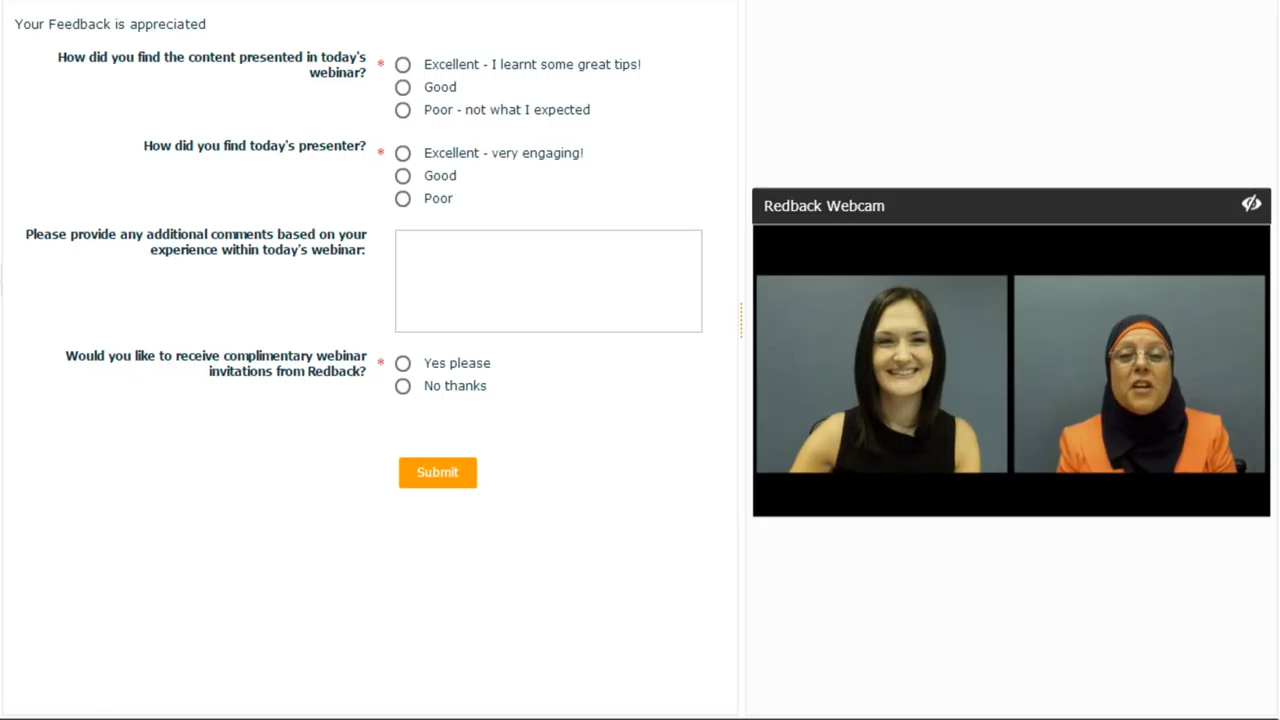 Your Feedback is appreciated
How did you find the content presented in today's
webinar?
*
Excellent - I learnt some great tips!
Good
Poor - not what I expected
How did you find today's presenter?
*
Excellent - very engaging!
Good
Poor
Please provide any additional comments based on your
experience within today's webinar:
Would you like to receive complimentary webinar
invitations from Redback?
*
Yes please
No thanks
Submit
Redback Webcam